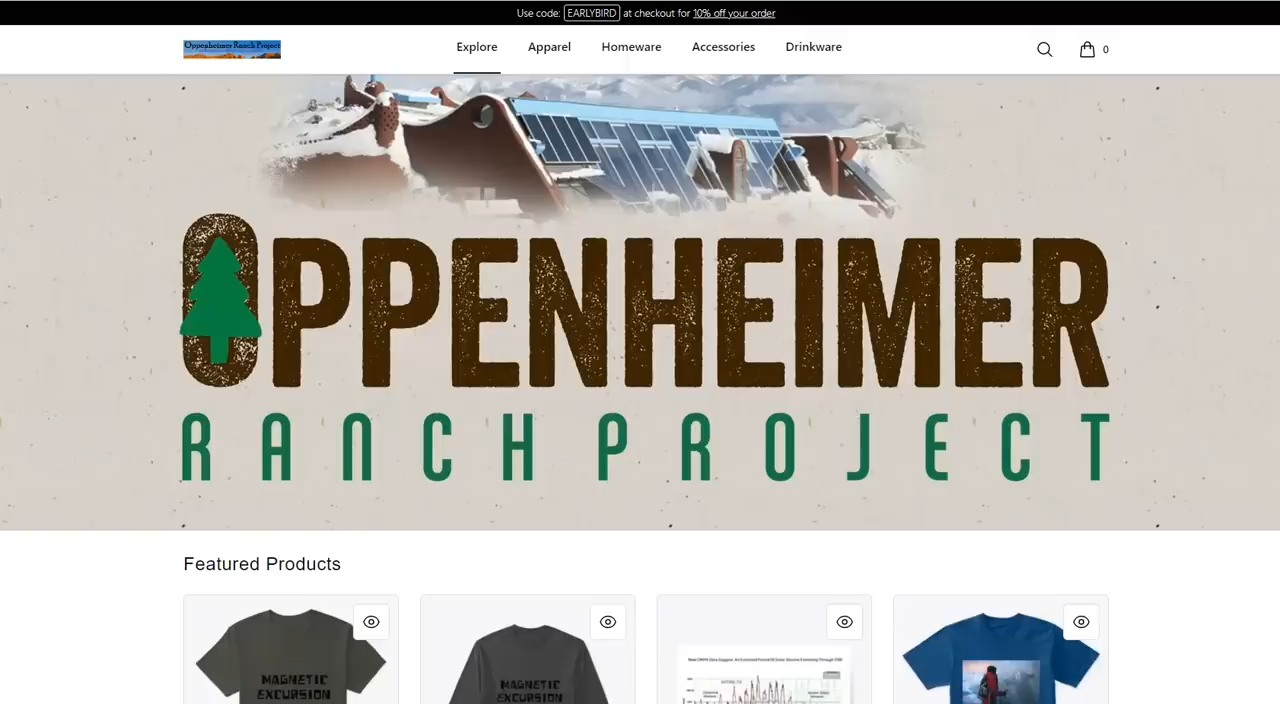 Use code: EARLYBIRD at checkout for 10% off your order
Oppenheimer Ranch Project
Explore Apparel Homeware Accessories Drinkware
0
OPPENHEIMER
RANCH PROJECT
Featured Products
MAGNETIC
EXCURSION
MAGNETIC
EXCURSION